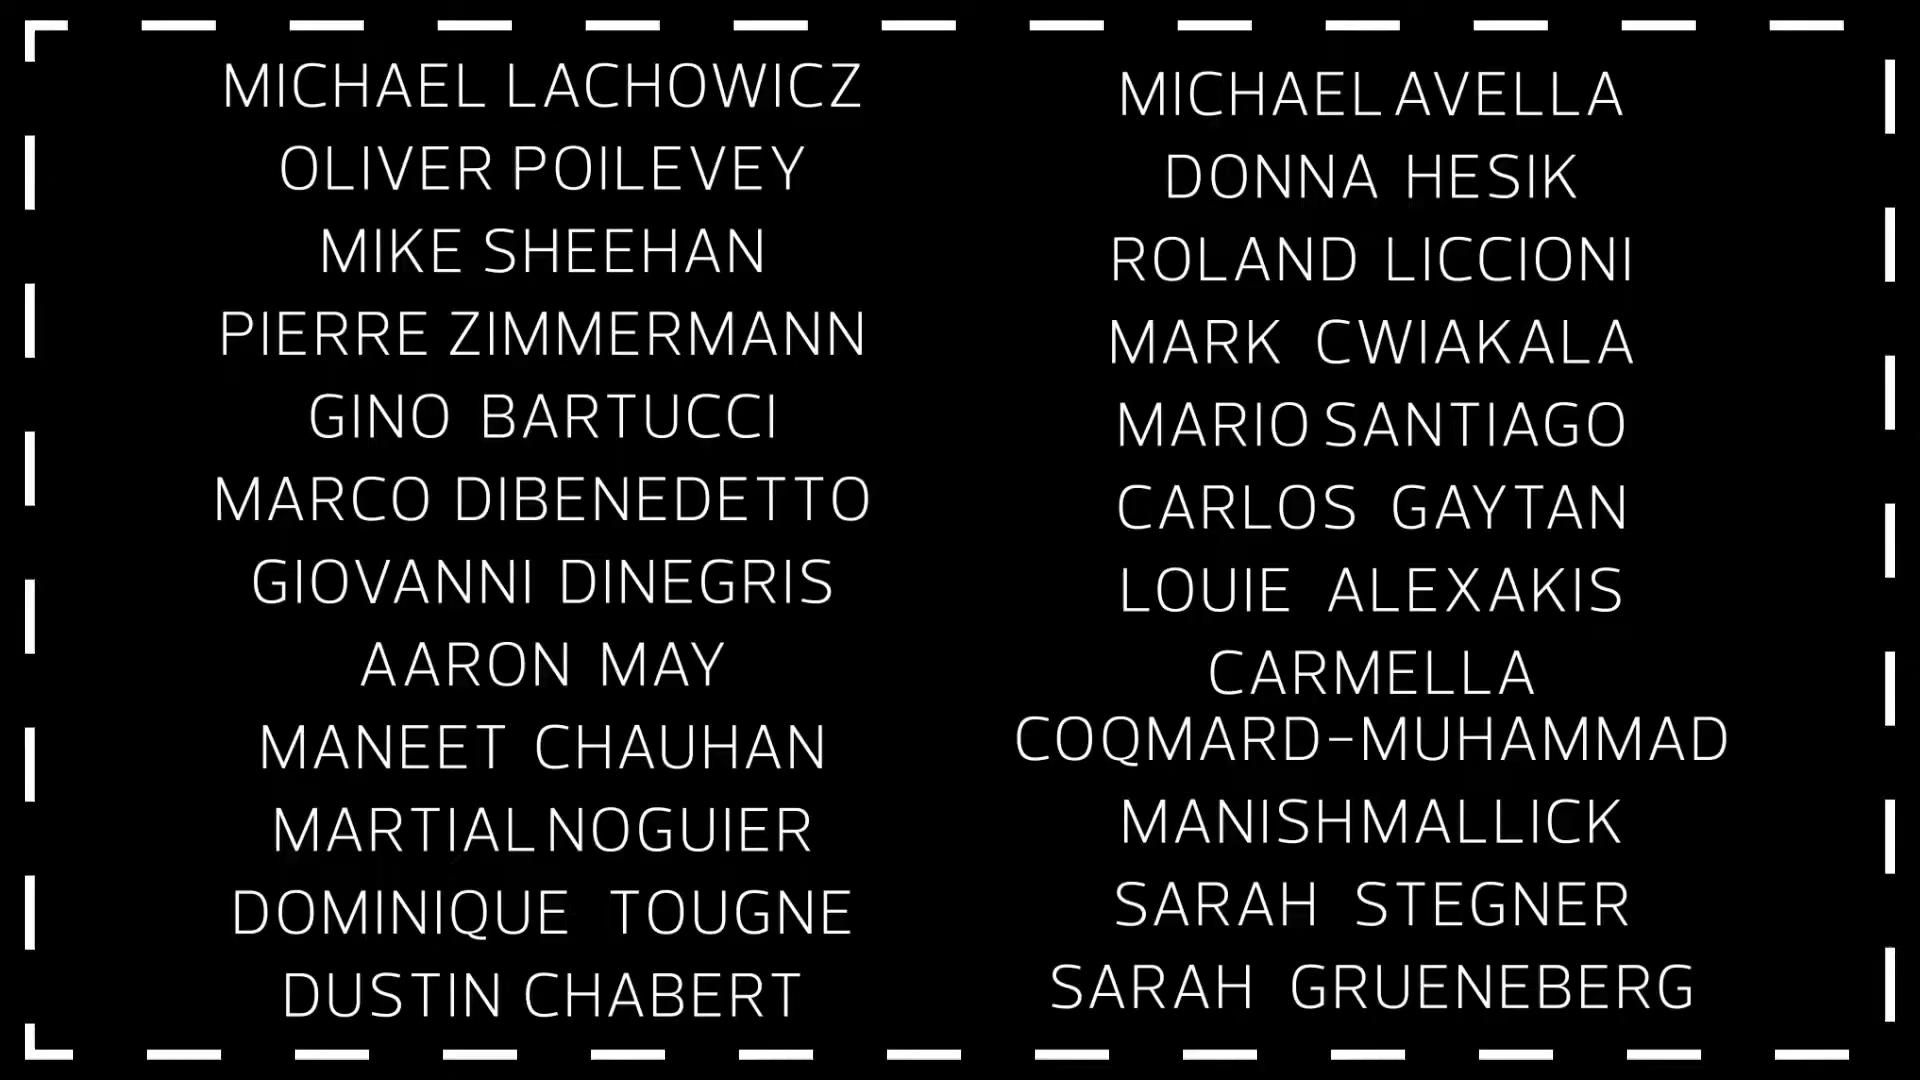 MICHAEL LACHOWICZ
OLIVER POILEVEY
MIKE SHEEHAN
PIERRE ZIMMERMANN
GINO BARTUCCI
MARCO DIBENEDETTO
GIOVANNI DINEGRIS
AARON MAY
MANEET CHAUHAN
MARTIAL NOGUIER
DOMINIQUE TOUGNE
DUSTIN CHABERT
MICHAEL AVELLA
DONNA HESIK
ROLAND LICCIONI
MARK CWIAKALA
MARIO SANTIAGO
CARLOS GAYTAN
LOUIE ALEXAKIS
CARMELLA
COQMARD-MUHAMMAD
MANISH MALLICK
SARAH STEGNER
SARAH GRUENEBERG